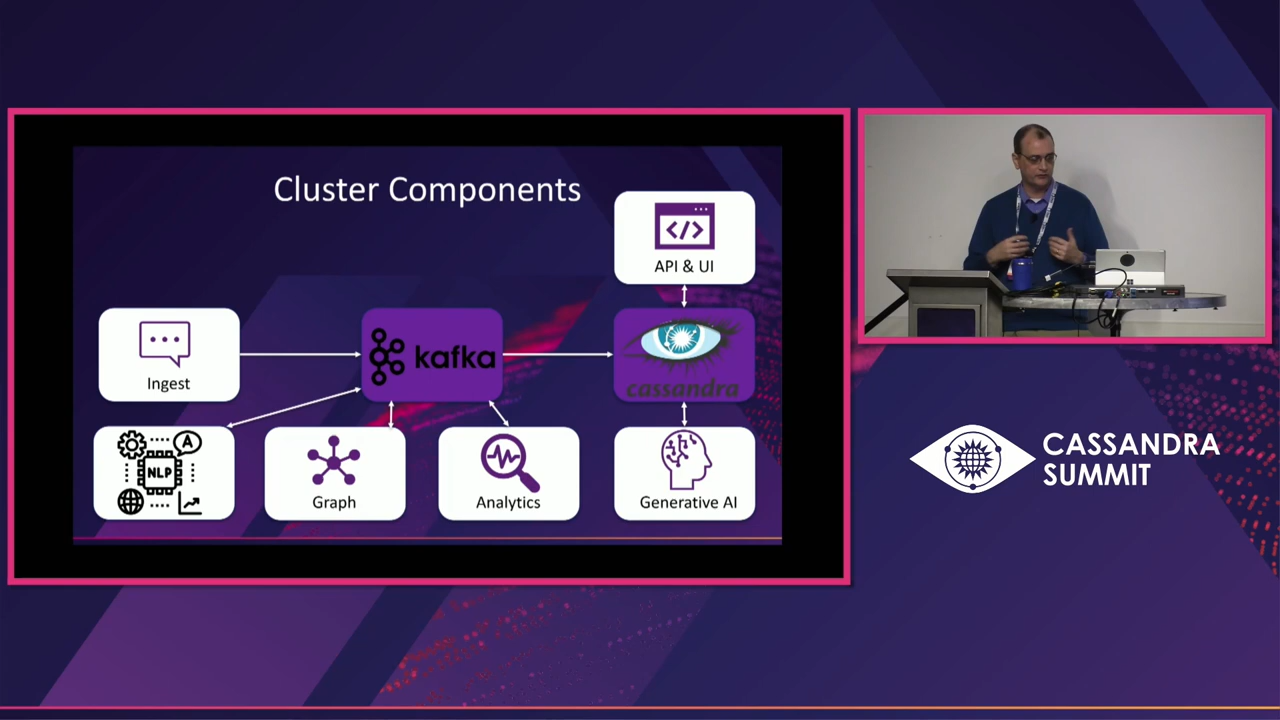 Cluster Components
API & UI
Ingest
kafka
cassandra
A
NLP
Graph
Analytics
Generative AI
CASSANDRA
SUMMIT